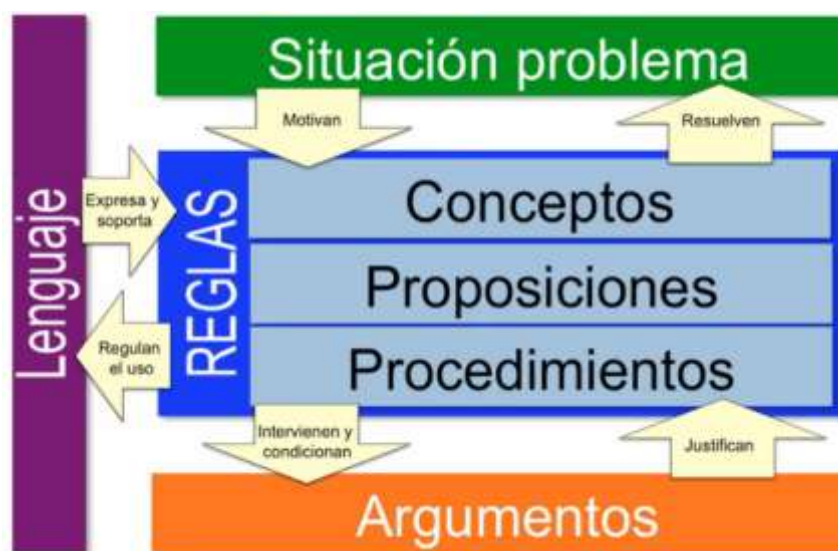 Situación problema
Motivan
Resuelven
Lenguaje
Expresa y
soporta
REGLAS
Conceptos
Proposiciones
Procedimientos
Regulan
el uso
Intervienen y
condicionan
Justifican
Argumentos